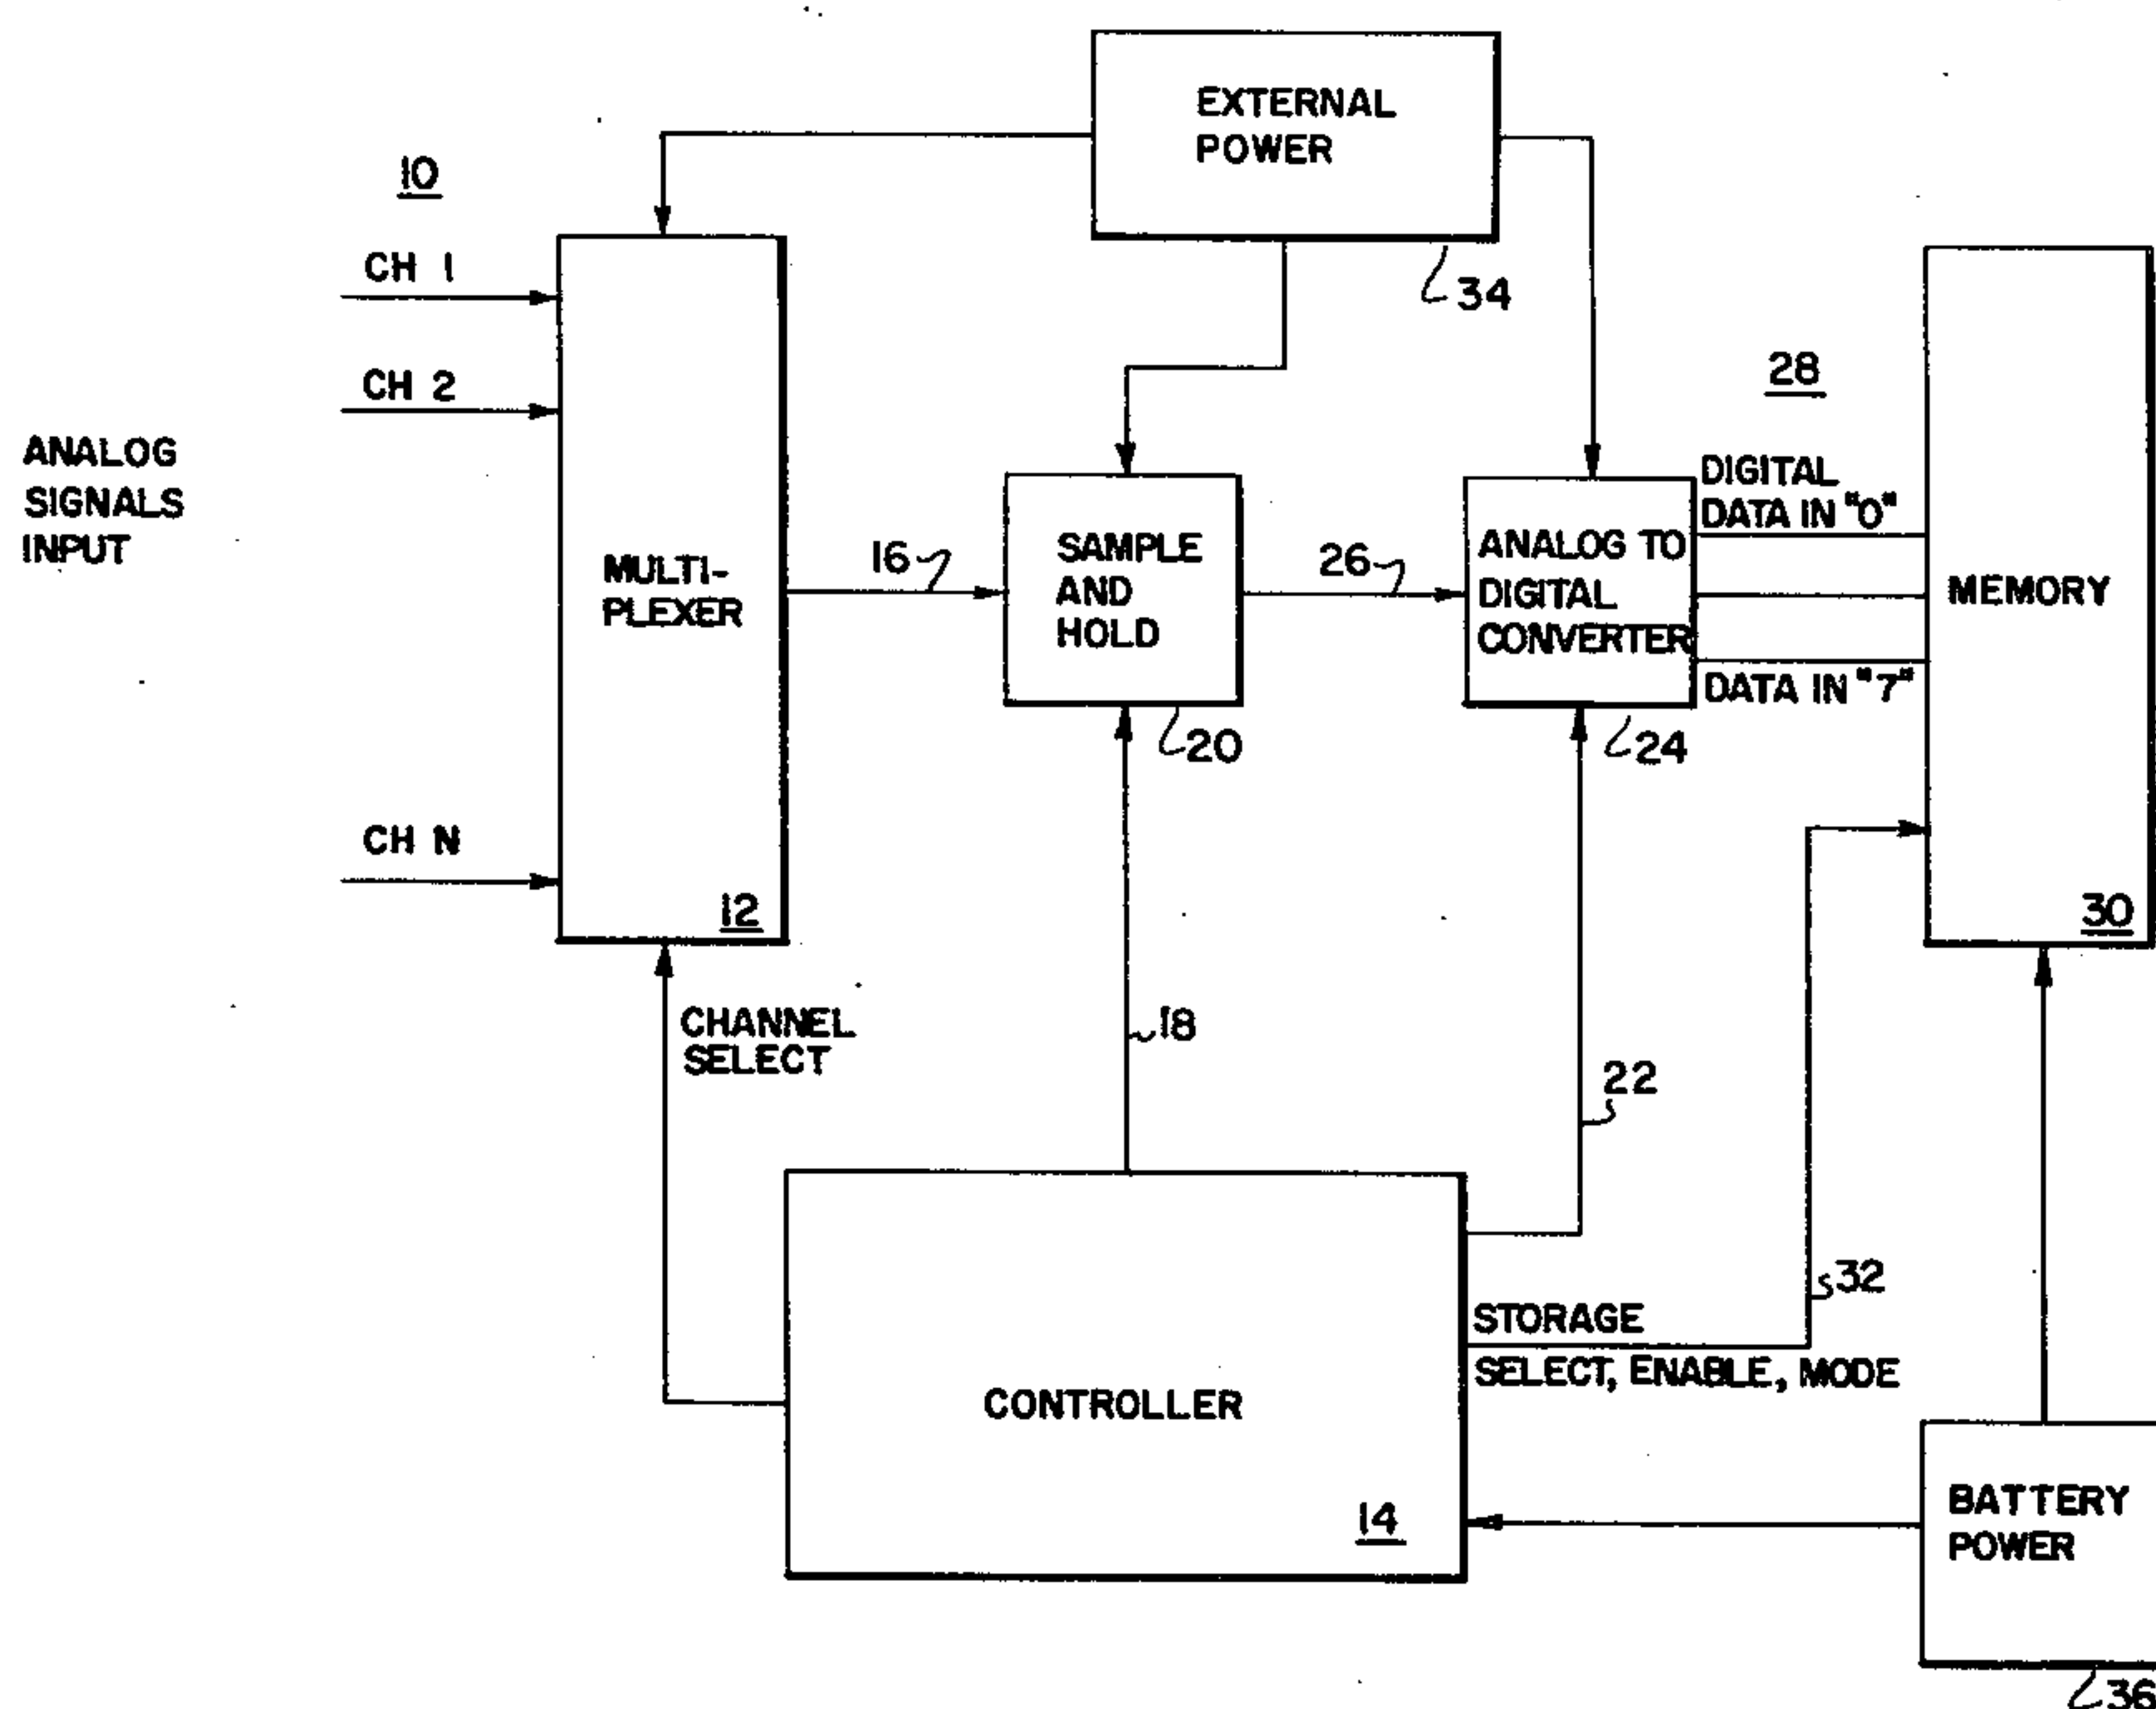 EXTERNAL
POWER
34
10
CH 1
CH 2
CH N
ANALOG
SIGNALS
INPUT
MULTI-
PLEXER
12
16
SAMPLE
AND
HOLD
20
26
ANALOG TO
DIGITAL
CONVERTER
24
28
DIGITAL
DATA IN "0"
DATA IN "7"
MEMORY
30
CHANNEL
SELECT
18
22
32
STORAGE
SELECT, ENABLE, MODE
CONTROLLER
14
BATTERY
POWER
36